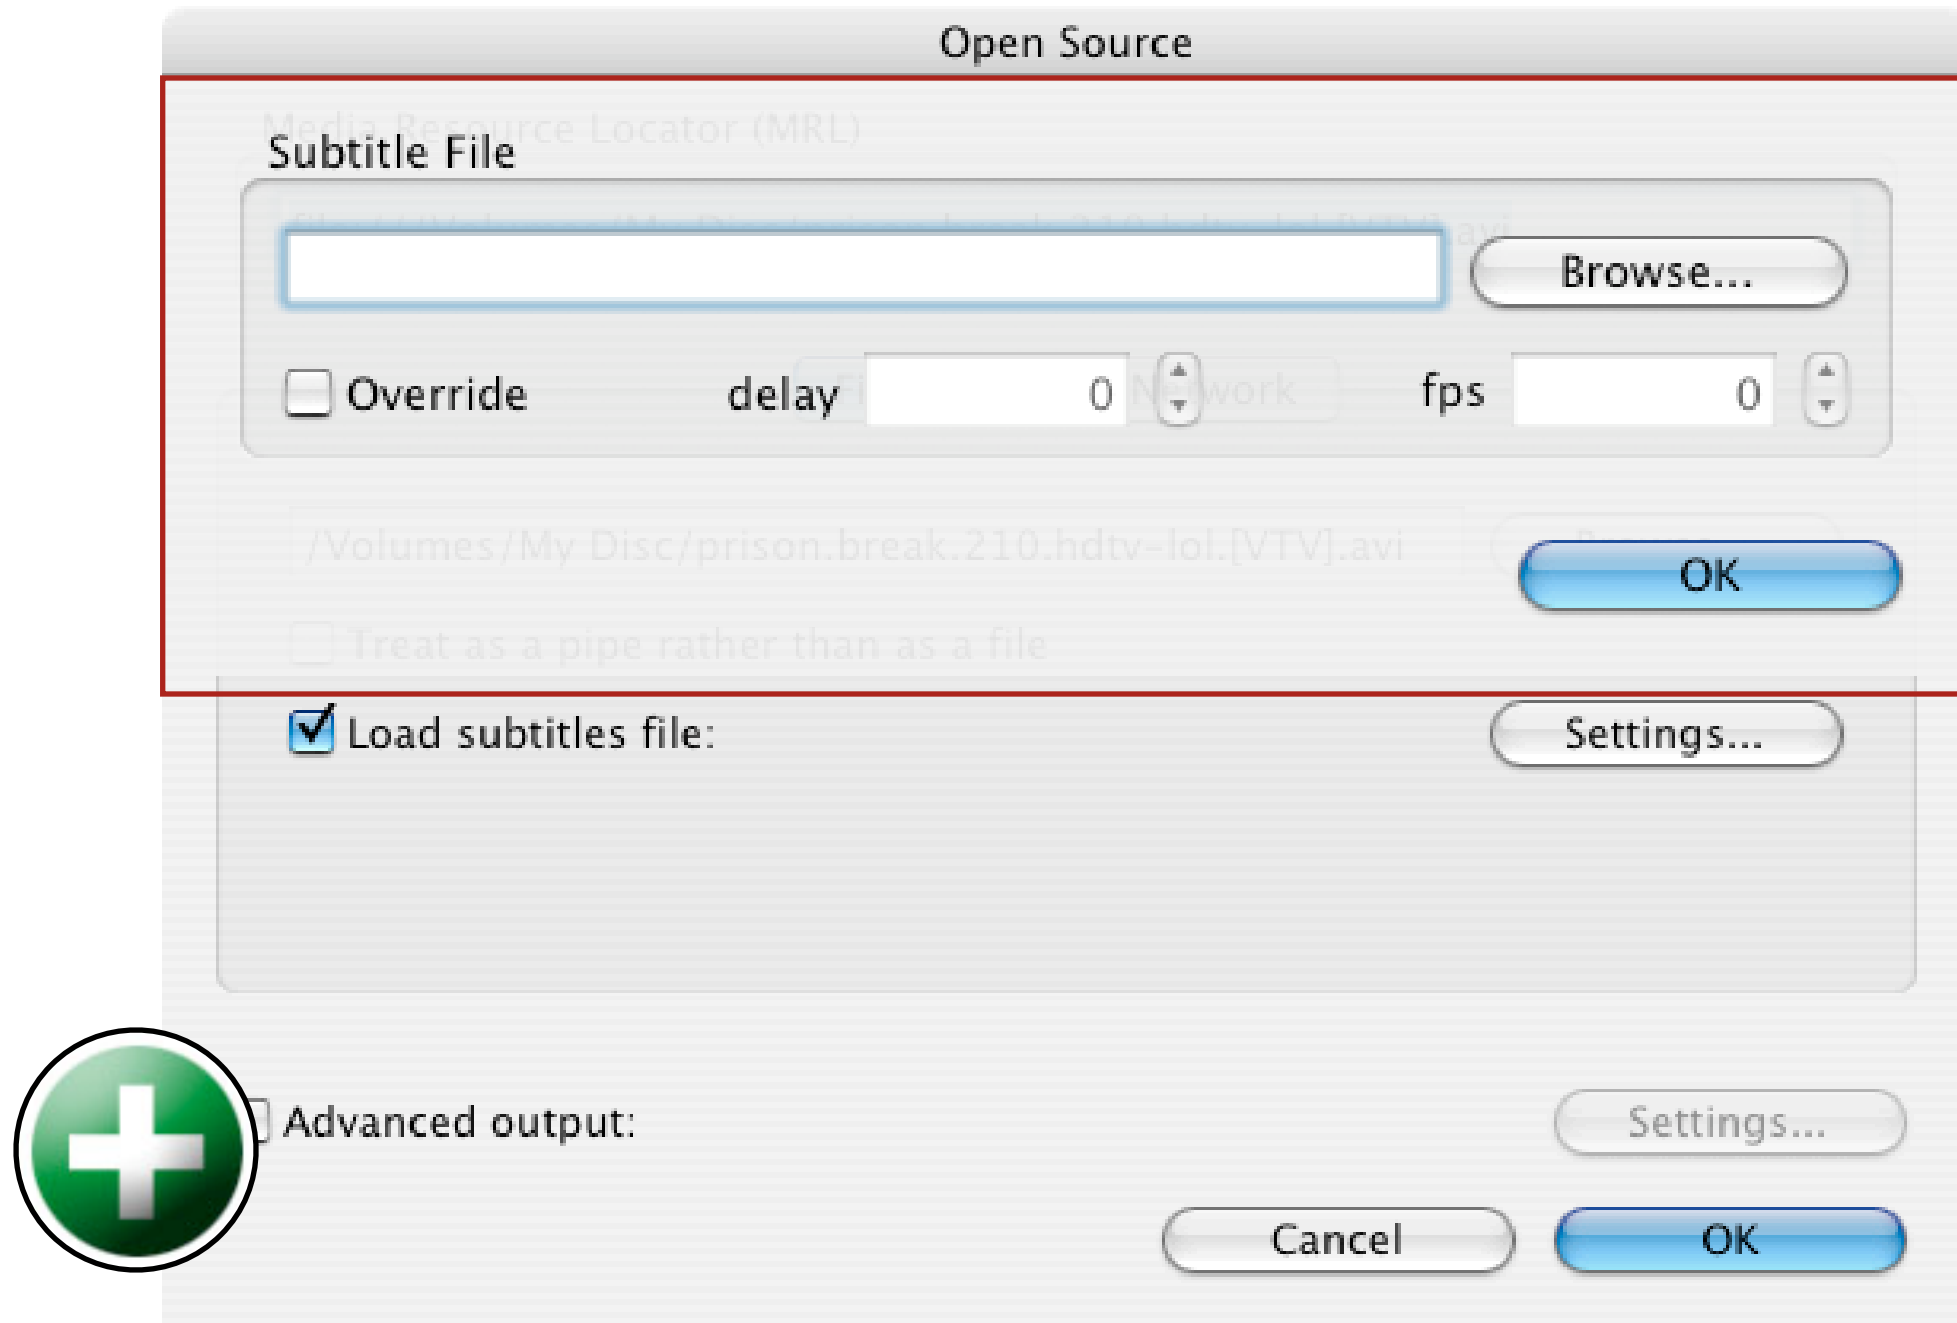 Open Source
Media Resource Locator (MRL)
Subtitle File
Browse...
Override delay 0 Network fps 0
/Volumes/My Disc/prison.break.210.hdtv-lol.[VTV].avi
OK
Treat as a pipe rather than as a file
Load subtitles file: Settings...
Advanced output: Settings...
Cancel OK